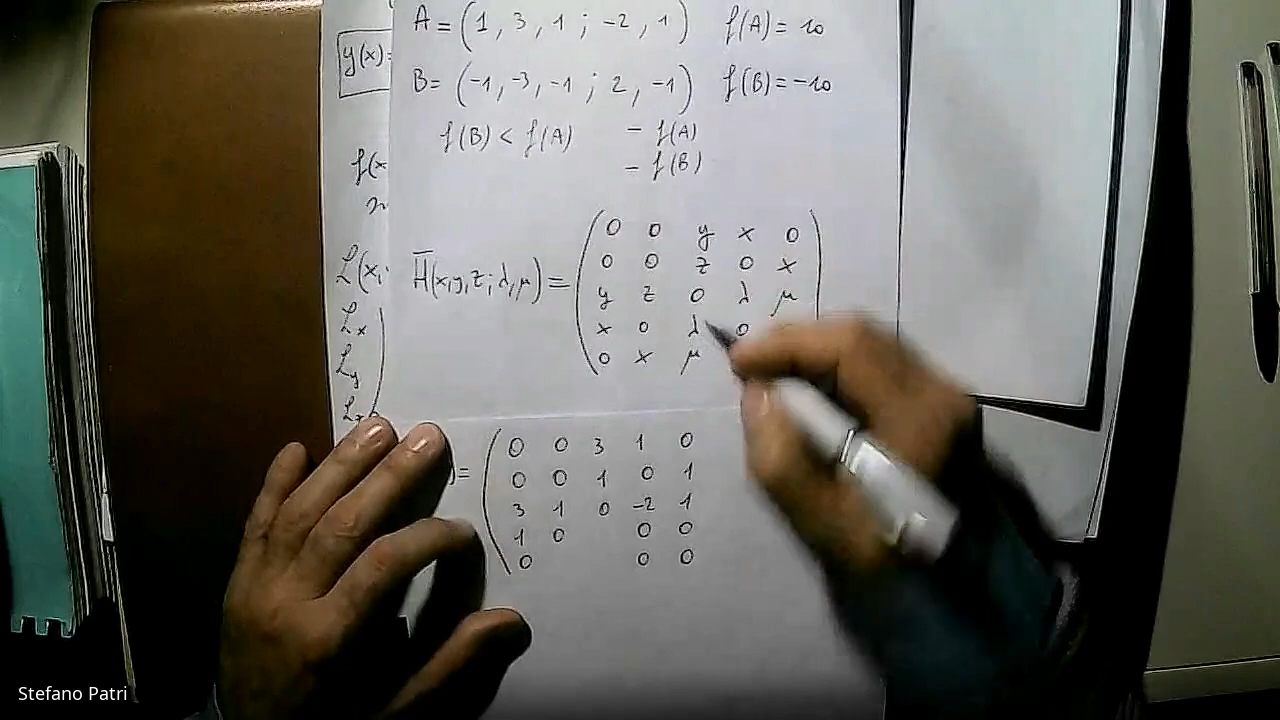 A = (1, 3, 1 ; -2, 1) f(A) = 10
B = (-1, -3, -1 ; 2, -1) f(B) = -10
f(B) < f(A) - f(A)
- f(B)
y(x)=
f(x
L(x,
L_x
L_y
H̅(x,y,z;λ,μ) =
0 0 y x 0
0 0 z 0 x
y z 0 λ μ
x 0 λ 0
0 x μ
) =
0 0 3 1 0
0 0 1 0 1
3 1 0 -2 1
1 0 0 0
0 0 0
Stefano Patri